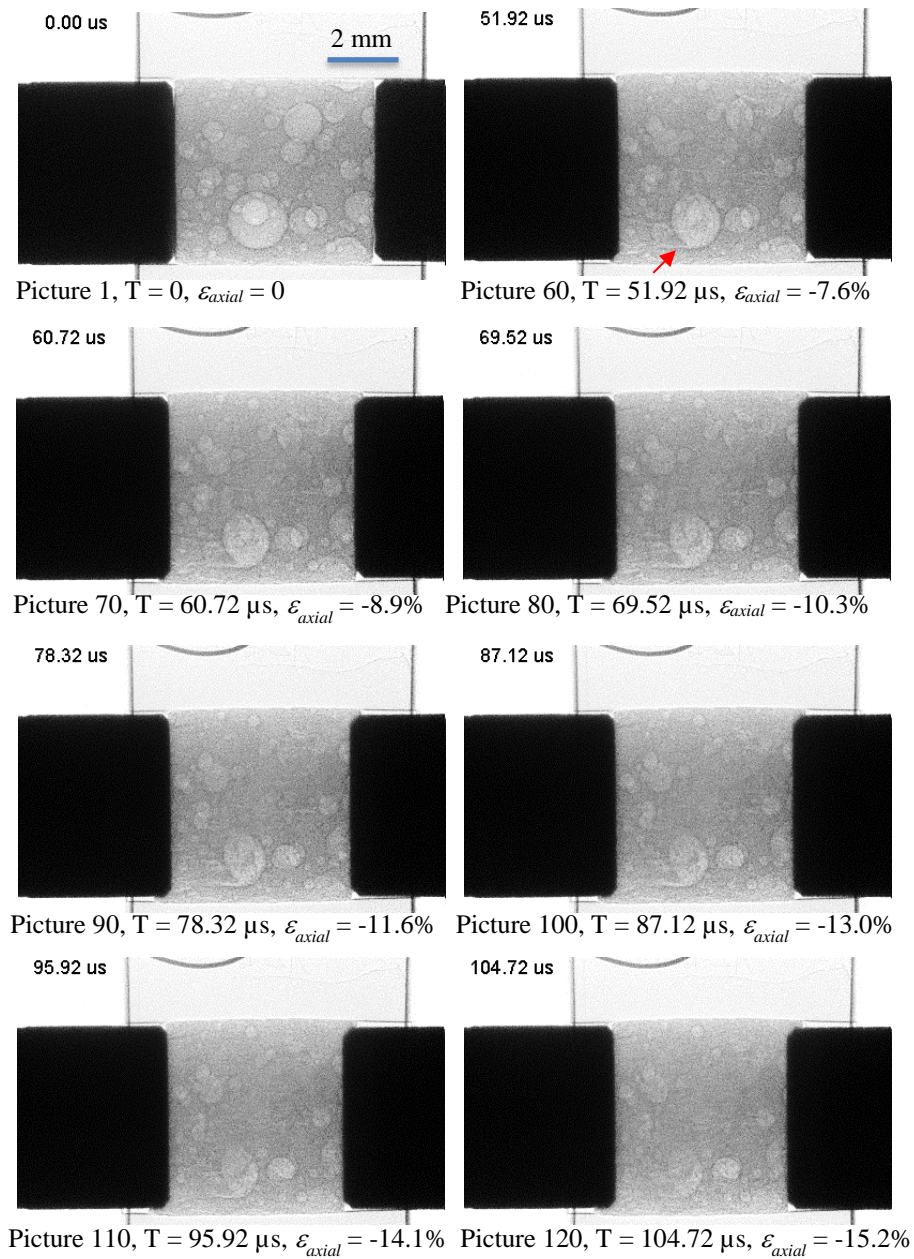 0.00 us
2 mm
51.92 us
Picture 1, T = 0, εaxial = 0
Picture 60, T = 51.92 µs, εaxial = -7.6%
60.72 us
69.52 us
Picture 70, T = 60.72 µs, εaxial = -8.9%
Picture 80, T = 69.52 µs, εaxial = -10.3%
78.32 us
87.12 us
Picture 90, T = 78.32 µs, εaxial = -11.6%
Picture 100, T = 87.12 µs, εaxial = -13.0%
95.92 us
104.72 us
Picture 110, T = 95.92 µs, εaxial = -14.1%
Picture 120, T = 104.72 µs, εaxial = -15.2%